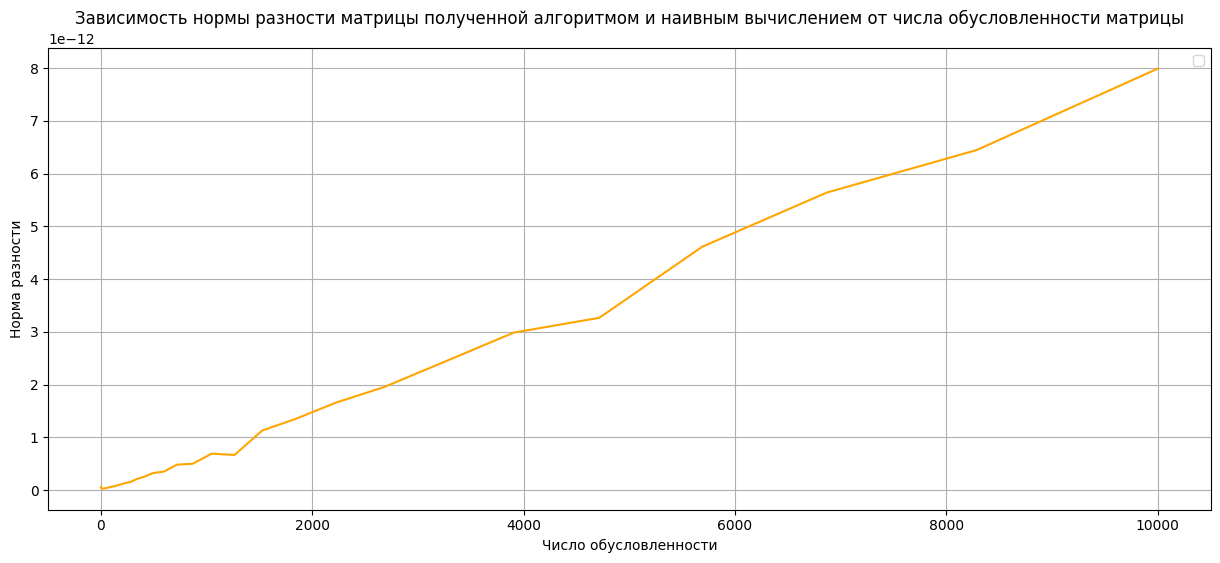 Зависимость нормы разности матрицы полученной алгоритмом и наивным вычислением от числа обусловленности матрицы
1e−12
8
7
6
5
4
3
2
1
0
Норма разности
0 2000 4000 6000 8000 10000
Число обусловленности